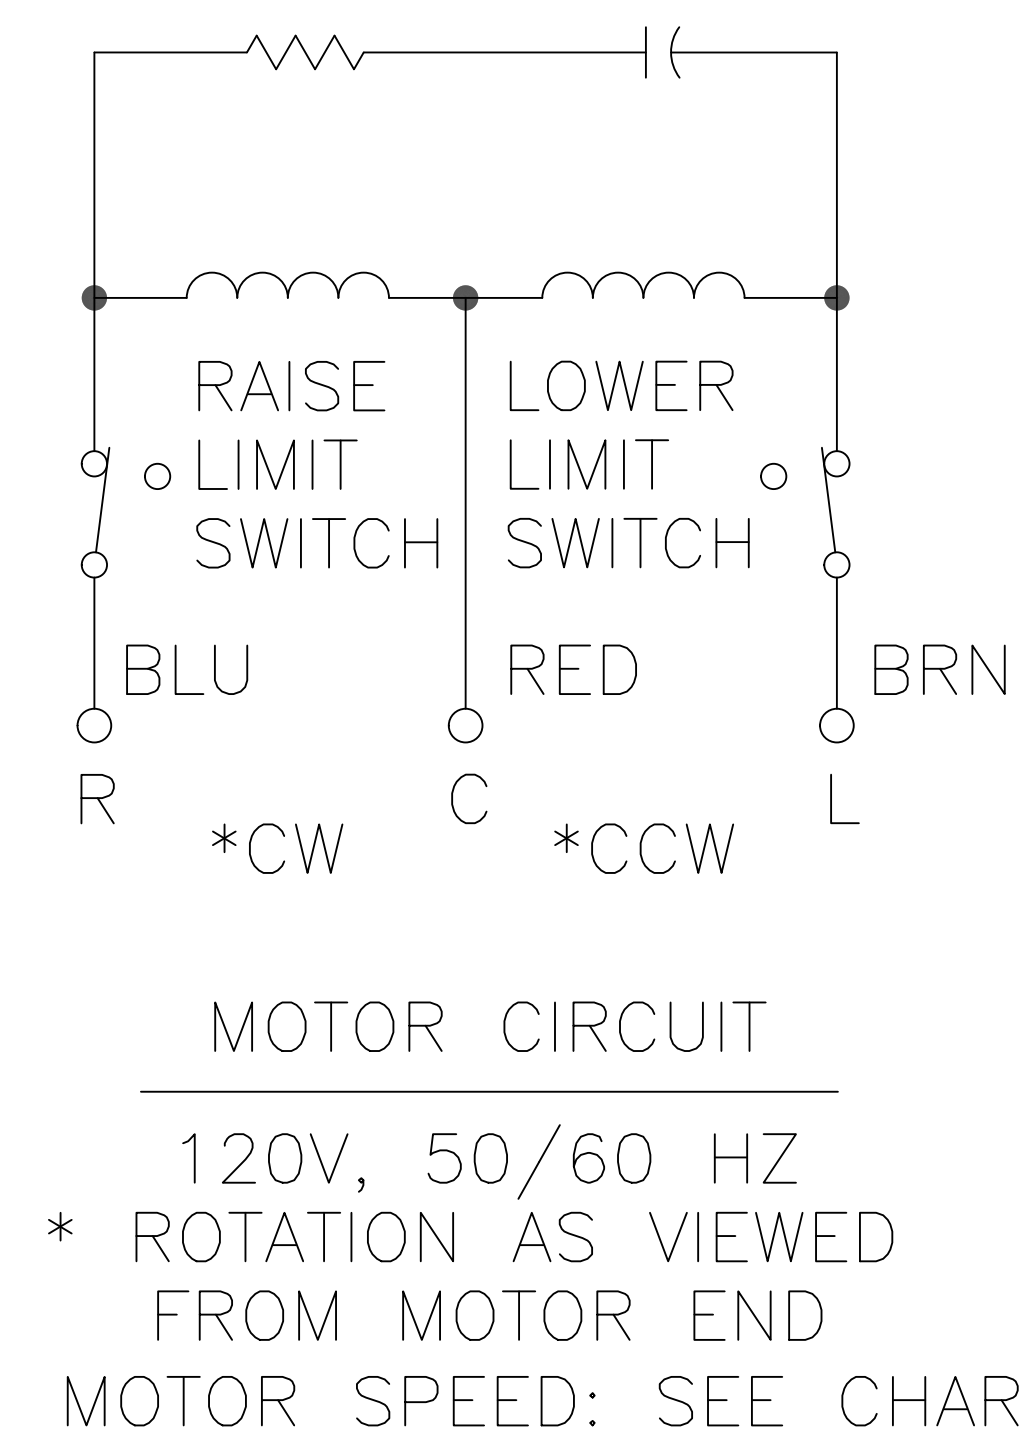 RAISE LOWER
LIMIT LIMIT
SWITCH SWITCH
BLU RED BRN
R C L
*CW *CCW
MOTOR CIRCUIT
120V, 50/60 HZ
* ROTATION AS VIEWED
FROM MOTOR END
MOTOR SPEED: SEE CHAR